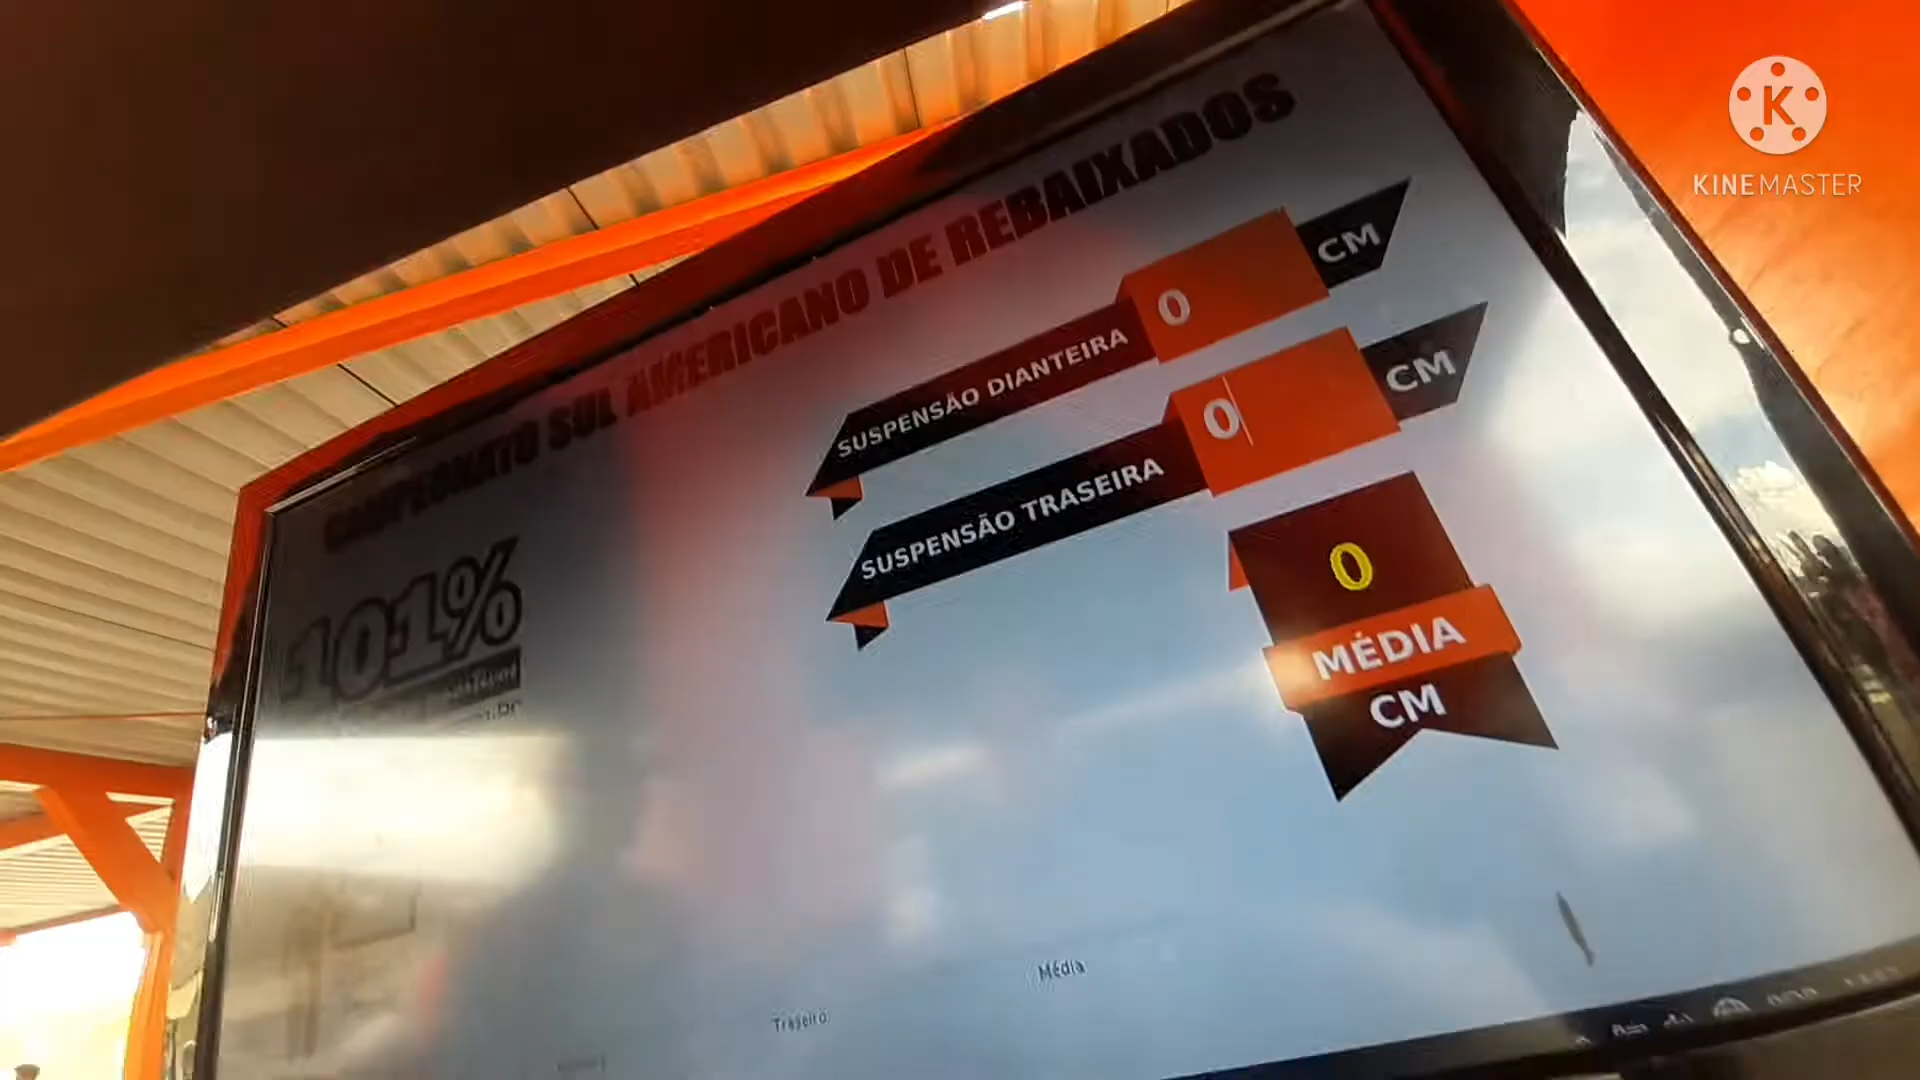 CAMPEONATO SUL AMERICANO DE REBAIXADOS
101%
SUSPENSÃO DIANTEIRA 0 CM
SUSPENSÃO TRASEIRA 0 CM
0
MÉDIA
CM
Média
Traseiro
K
KINEMASTER